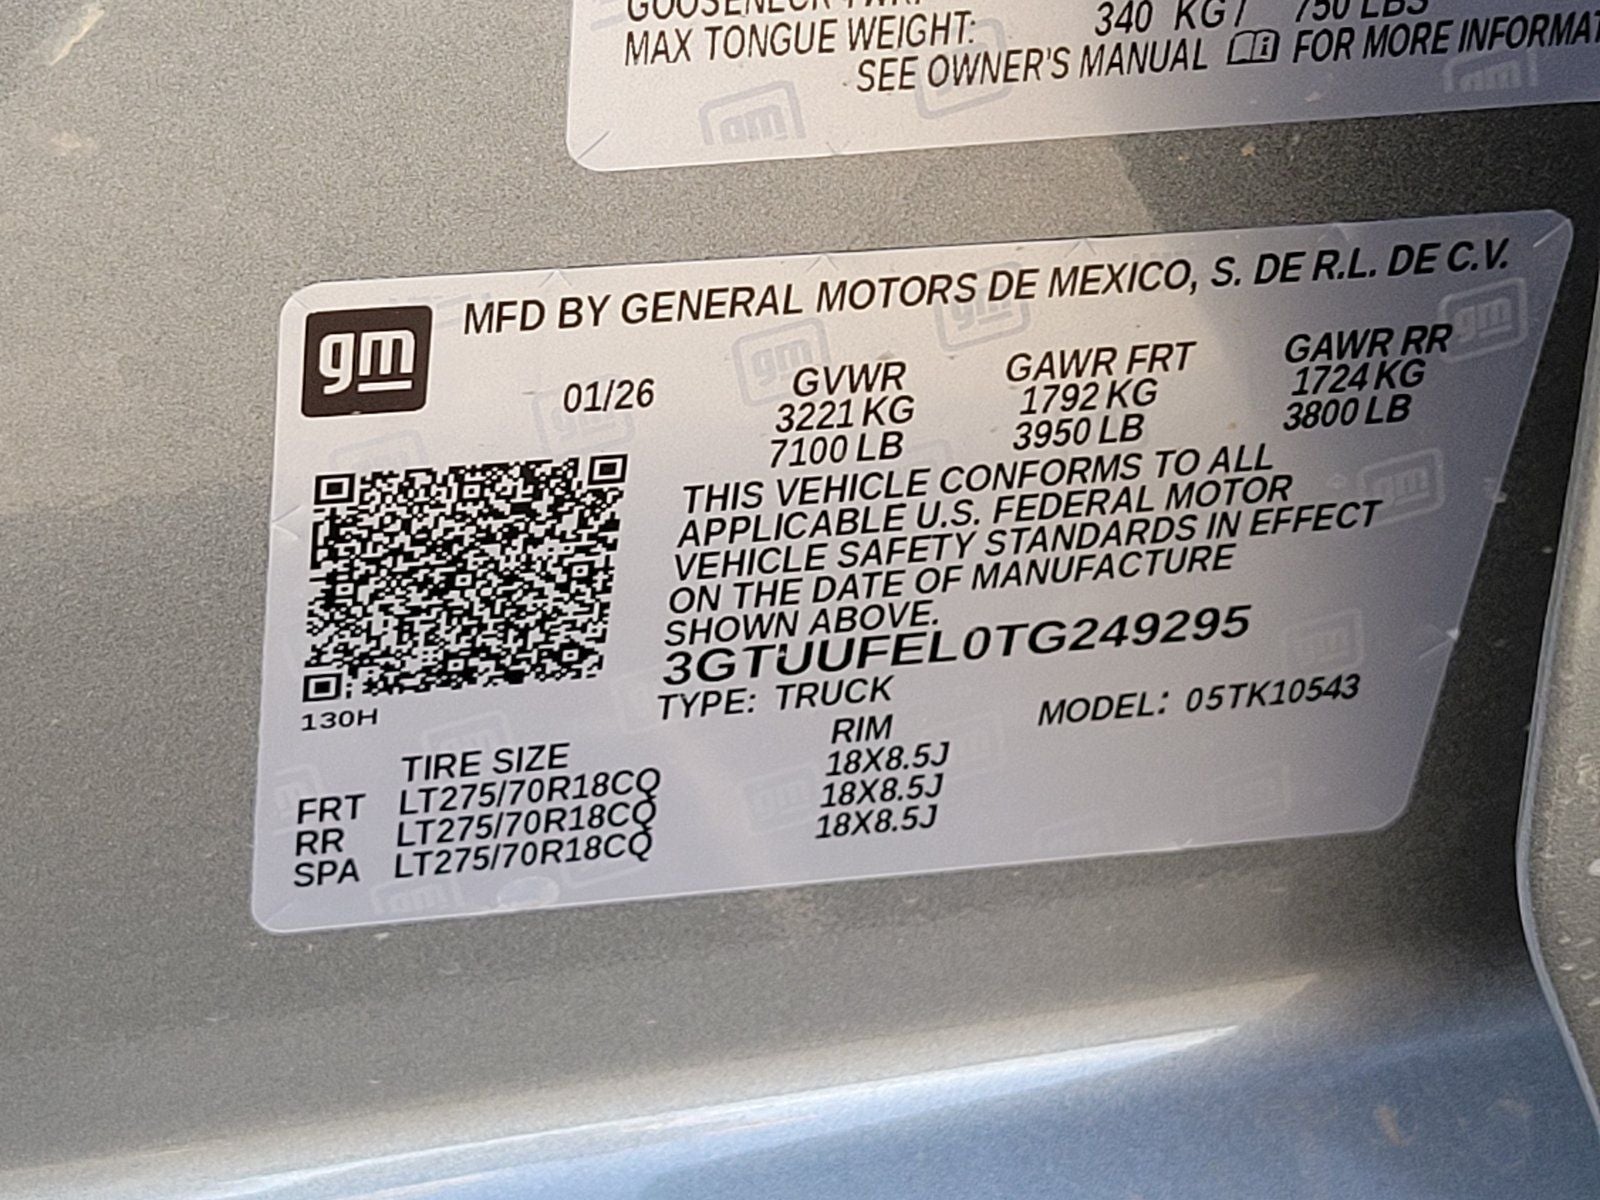 MAX TONGUE WEIGHT: 340 KG / 750 LBS
SEE OWNER'S MANUAL FOR MORE INFORMAT
gm
MFD BY GENERAL MOTORS DE MEXICO, S. DE R.L. DE C.V.
01/26 GVWR GAWR FRT GAWR RR
3221 KG 1792 KG 1724 KG
7100 LB 3950 LB 3800 LB
THIS VEHICLE CONFORMS TO ALL
APPLICABLE U.S. FEDERAL MOTOR
VEHICLE SAFETY STANDARDS IN EFFECT
ON THE DATE OF MANUFACTURE
SHOWN ABOVE.
3GTUUFEL0TG249295
TYPE: TRUCK MODEL: 05TK10543
130H
TIRE SIZE RIM
FRT LT275/70R18CQ 18X8.5J
RR LT275/70R18CQ 18X8.5J
SPA LT275/70R18CQ 18X8.5J